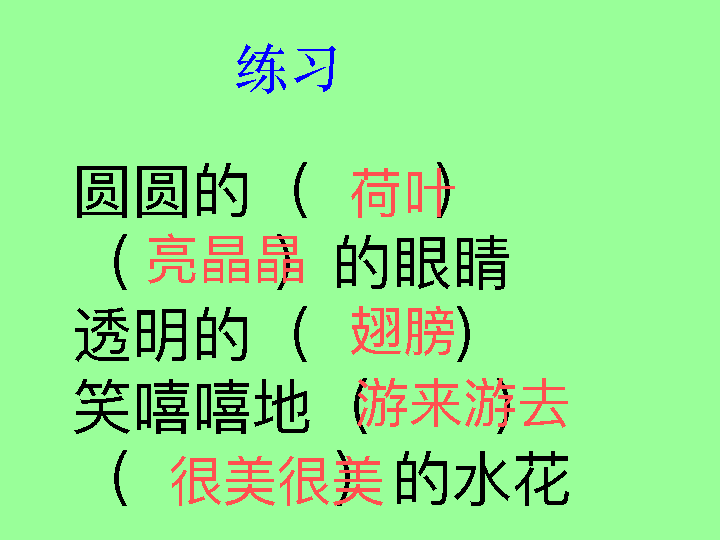 练习
圆圆的（荷叶）
（亮晶晶）的眼睛
透明的（翅膀）
笑嘻嘻地（游来游去）
（很美很美）的水花